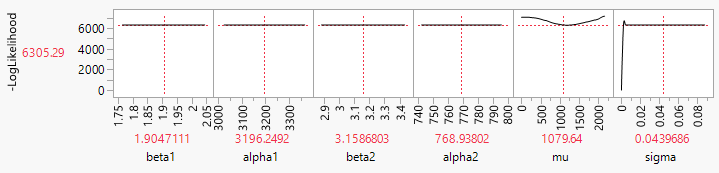 -LogLikelihood
6305.29
6000
4000
2000
0
1.75 1.8 1.85 1.9 1.95 2 2.05
3000 3100 3200 3300
2.9 3 3.1 3.2 3.3 3.4
740 750 760 770 780 790 800
0 500 1000 1500 2000
0 0.02 0.04 0.06 0.08
1.9047111 3196.2492 3.1586803 768.93802 1079.64 0.0439686
beta1 alpha1 beta2 alpha2 mu sigma